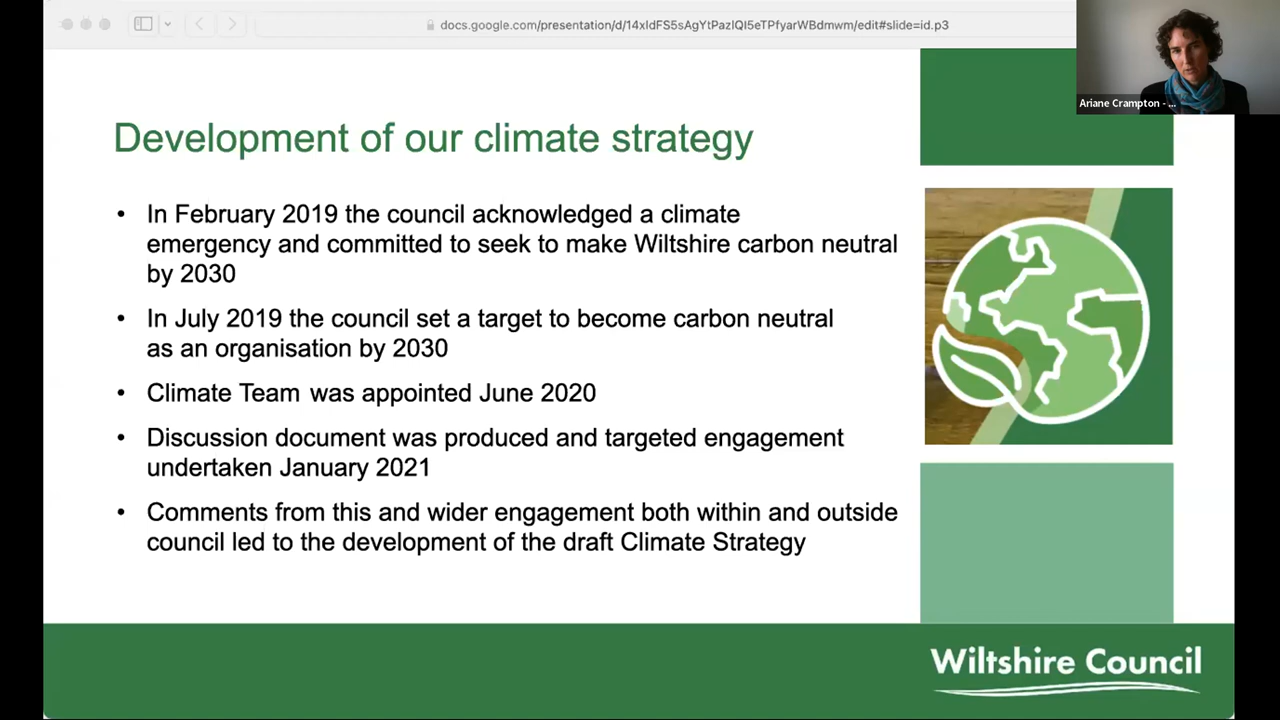 docs.google.com/presentation/d/14xIdFS5sAgYtPazIQI5eTPfyarWBdmwm/edit#slide=id.p3
Ariane Crampton - ...
Development of our climate strategy
• In February 2019 the council acknowledged a climate
emergency and committed to seek to make Wiltshire carbon neutral
by 2030
• In July 2019 the council set a target to become carbon neutral
as an organisation by 2030
• Climate Team was appointed June 2020
• Discussion document was produced and targeted engagement
undertaken January 2021
• Comments from this and wider engagement both within and outside
council led to the development of the draft Climate Strategy
Wiltshire Council